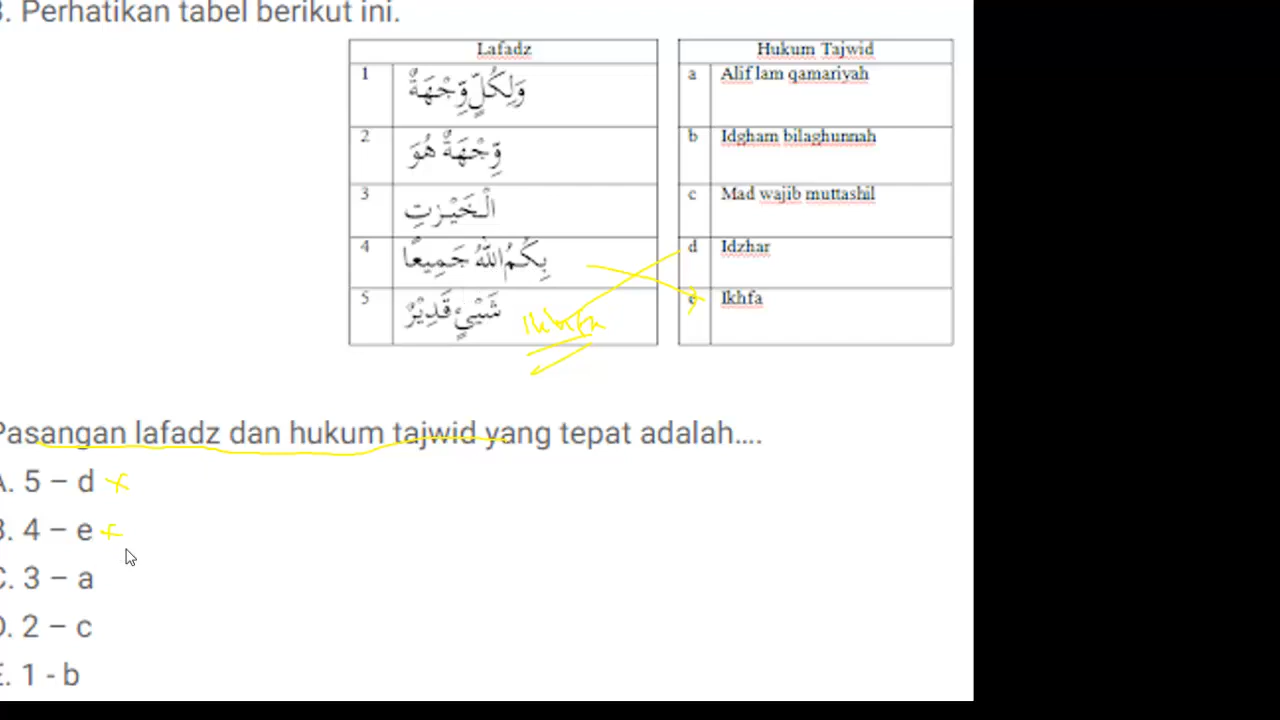 3. Perhatikan tabel berikut ini.
Lafadz
1 وَلِكُلٍّ وِّجْهَةٌ
2 وِّجْهَةٌ هُوَ
3 الْخَيْرٰتِ
4 بِكُمُ اللّٰهُ جَمِيعًا
5 شَيْئٍ قَدِيْرٌ
Hukum Tajwid
a Alif lam qamariyah
b Idgham bilaghunnah
c Mad wajib muttashil
d Idzhar
e Ikhfa
Pasangan lafadz dan hukum tajwid yang tepat adalah....
A. 5 – d
B. 4 – e
C. 3 – a
D. 2 – c
E. 1 - b